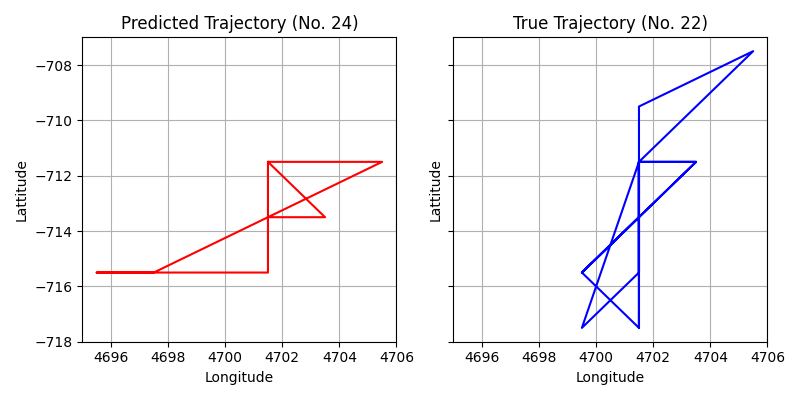 Predicted Trajectory (No. 24)
True Trajectory (No. 22)
−708
−710
−712
−714
−716
−718
Lattitude
Lattitude
4696 4698 4700 4702 4704 4706
4696 4698 4700 4702 4704 4706
Longitude
Longitude